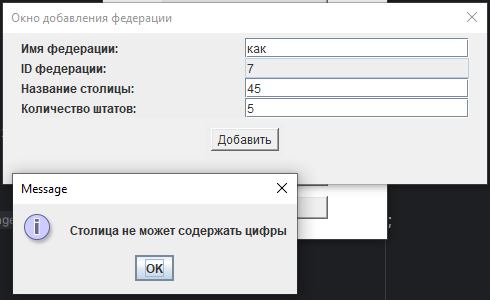 Окно добавления федерации
Имя федерации: как
ID федерации: 7
Название столицы: 45
Количество штатов: 5
Добавить
Message
Столица не может содержать цифры
OK
;